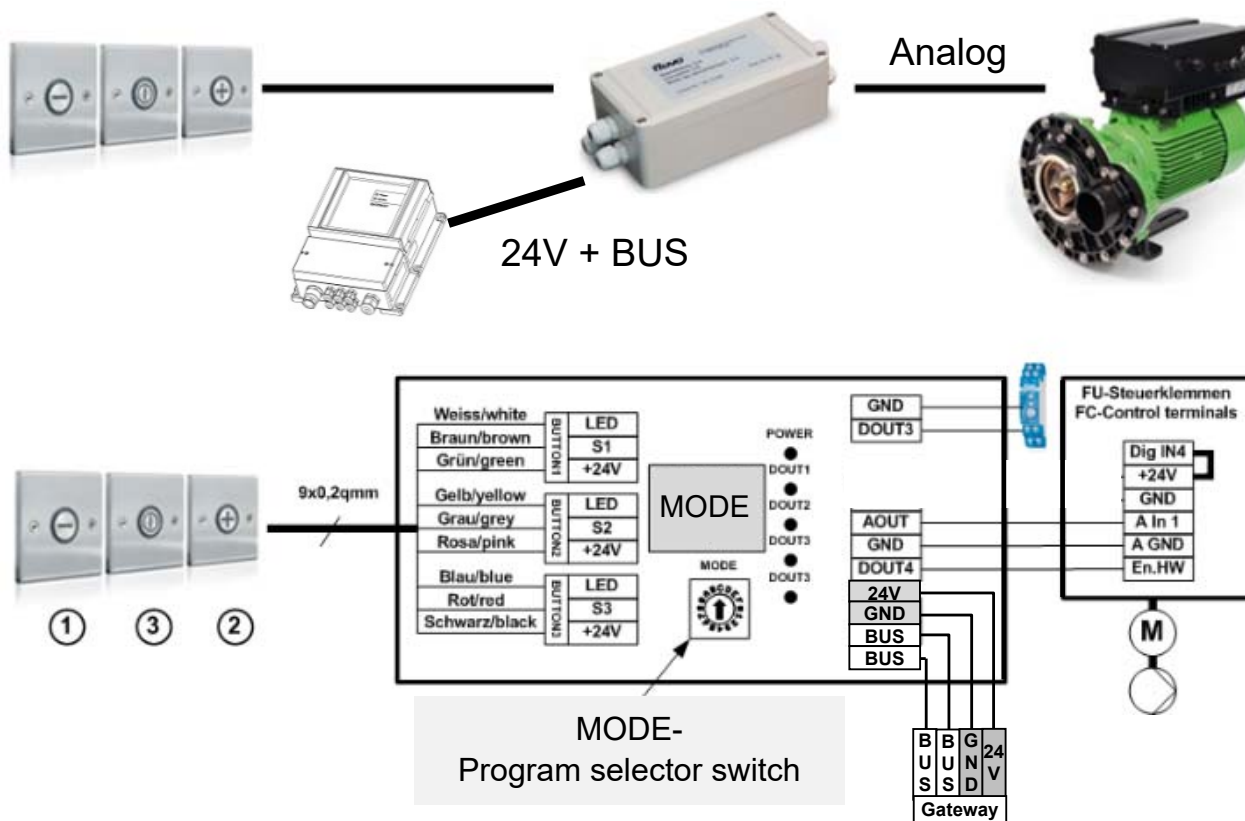 fluvo
Analog
24V + BUS
9x0,2qmm
1
3
2
Weiss/white
Braun/brown
Grün/green
Gelb/yellow
Grau/grey
Rosa/pink
Blau/blue
Rot/red
Schwarz/black
BUTTON1
LED
S1
+24V
BUTTON2
LED
S2
+24V
BUTTON3
LED
S3
+24V
MODE
MODE
POWER
DOUT1
DOUT2
DOUT3
DOUT3
GND
DOUT3
AOUT
GND
DOUT4
24V
GND
BUS
BUS
FU-Steuerklemmen
FC-Control terminals
Dig IN4
+24V
GND
A In 1
A GND
En.HW
M
MODE-
Program selector switch
BUS
BUS
GND
24V
Gateway